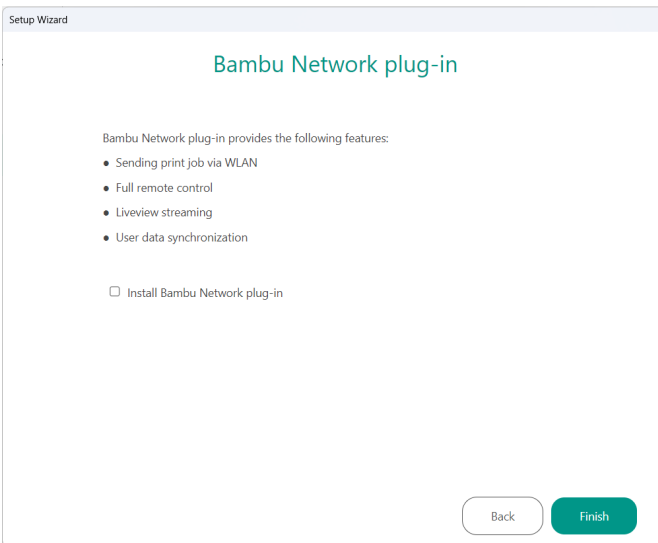 Setup Wizard
Bambu Network plug-in
Bambu Network plug-in provides the following features:
● Sending print job via WLAN
● Full remote control
● Liveview streaming
● User data synchronization
Install Bambu Network plug-in
Back
Finish